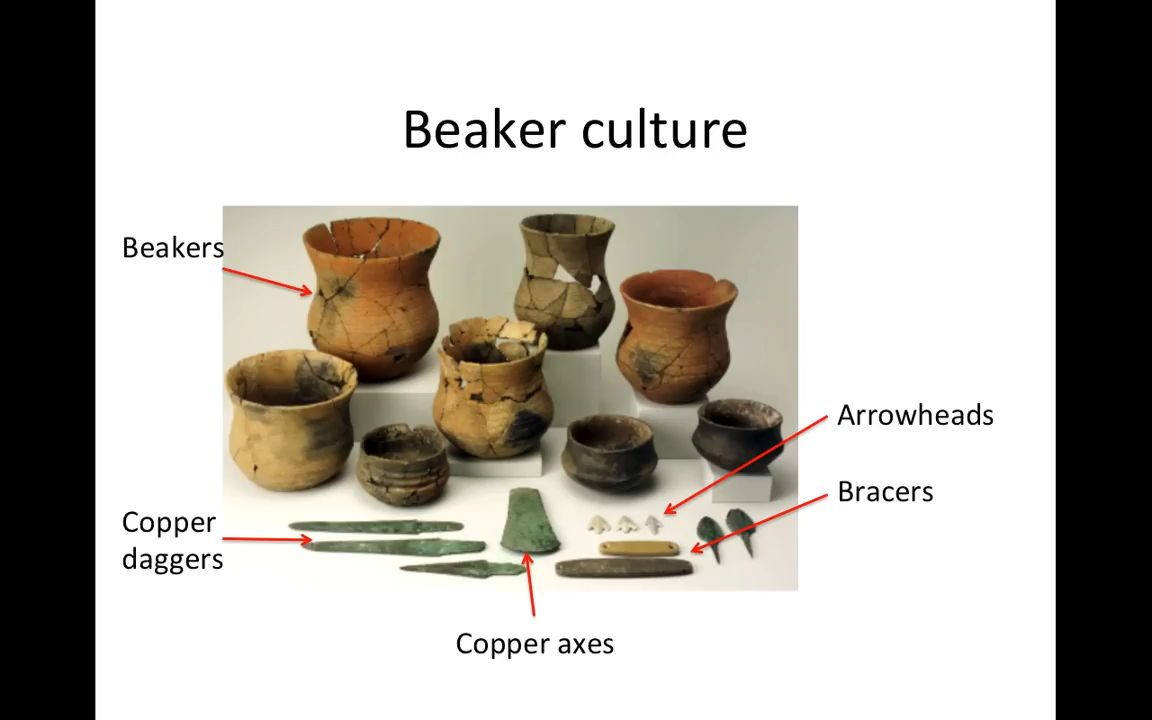 Beaker culture
Beakers
Arrowheads
Bracers
Copper
daggers
Copper axes